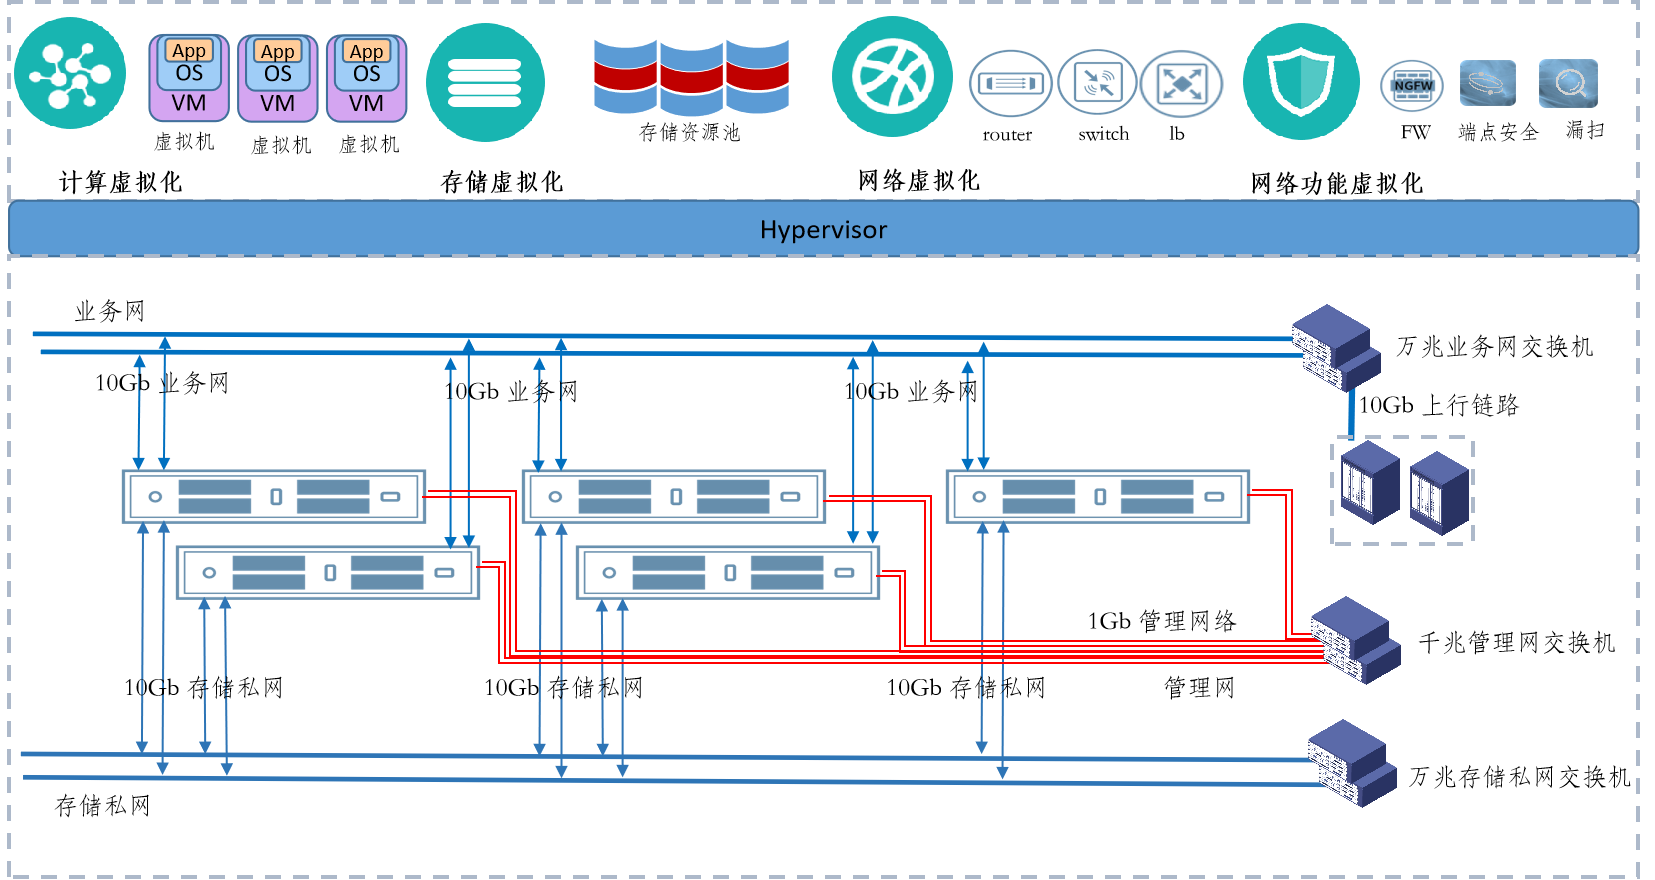 App App App
OS OS OS
VM VM VM
虚拟机 虚拟机 虚拟机
存储资源池
router switch lb
NGFW
FW 端点安全 漏扫
计算虚拟化 存储虚拟化 网络虚拟化 网络功能虚拟化
Hypervisor
业务网
万兆业务网交换机
10Gb 业务网 10Gb 业务网 10Gb 业务网
10Gb 上行链路
1Gb 管理网络
千兆管理网交换机
10Gb 存储私网 10Gb 存储私网 10Gb 存储私网 管理网
万兆存储私网交换机
存储私网